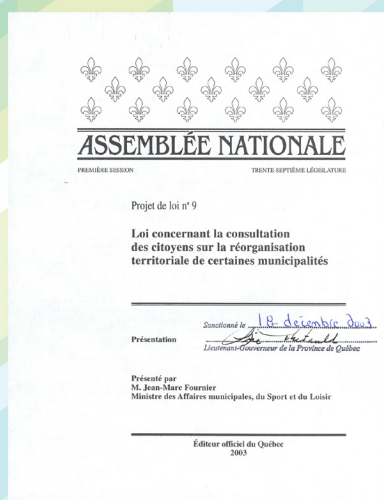 ASSEMBLÉE NATIONALE
PREMIÈRE SESSION TRENTE-SEPTIÈME LÉGISLATURE
Projet de loi nº 9
Loi concernant la consultation
des citoyens sur la réorganisation
territoriale de certaines municipalités
Sanctionné le 18 décembre 2003
Présentation
Lieutenant-Gouverneur de la Province de Québec
Présenté par
M. Jean-Marc Fournier
Ministre des Affaires municipales, du Sport et du Loisir
Éditeur officiel du Québec
2003